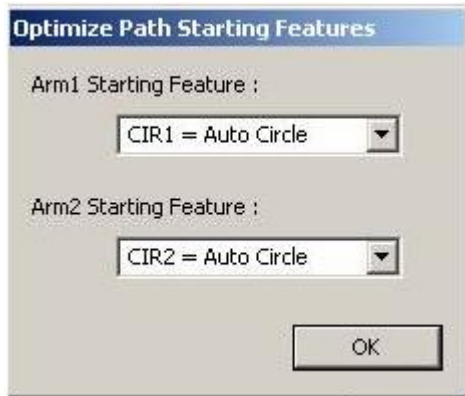 Optimize Path Starting Features
Arm1 Starting Feature :
CIR1 = Auto Circle
Arm2 Starting Feature :
CIR2 = Auto Circle
OK